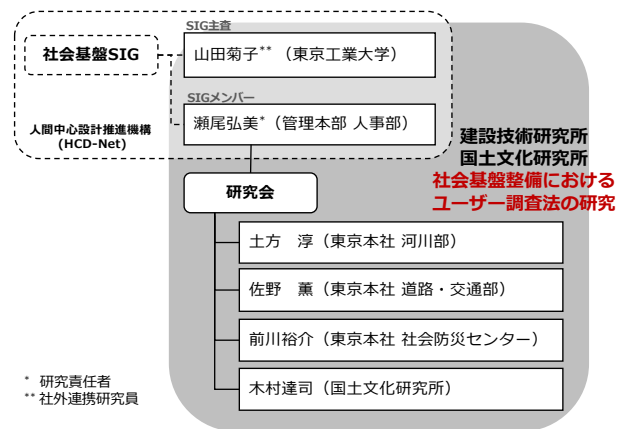 SIG主査
社会基盤SIG
山田菊子** (東京工業大学)
SIGメンバー
瀬尾弘美* (管理本部 人事部)
人間中心設計推進機構
(HCD-Net)
建設技術研究所
国土文化研究所
社会基盤整備における
ユーザー調査法の研究
研究会
土方 淳 (東京本社 河川部)
佐野 薫 (東京本社 道路・交通部)
前川裕介 (東京本社 社会防災センター)
木村達司 (国土文化研究所)
* 研究責任者
** 社外連携研究員